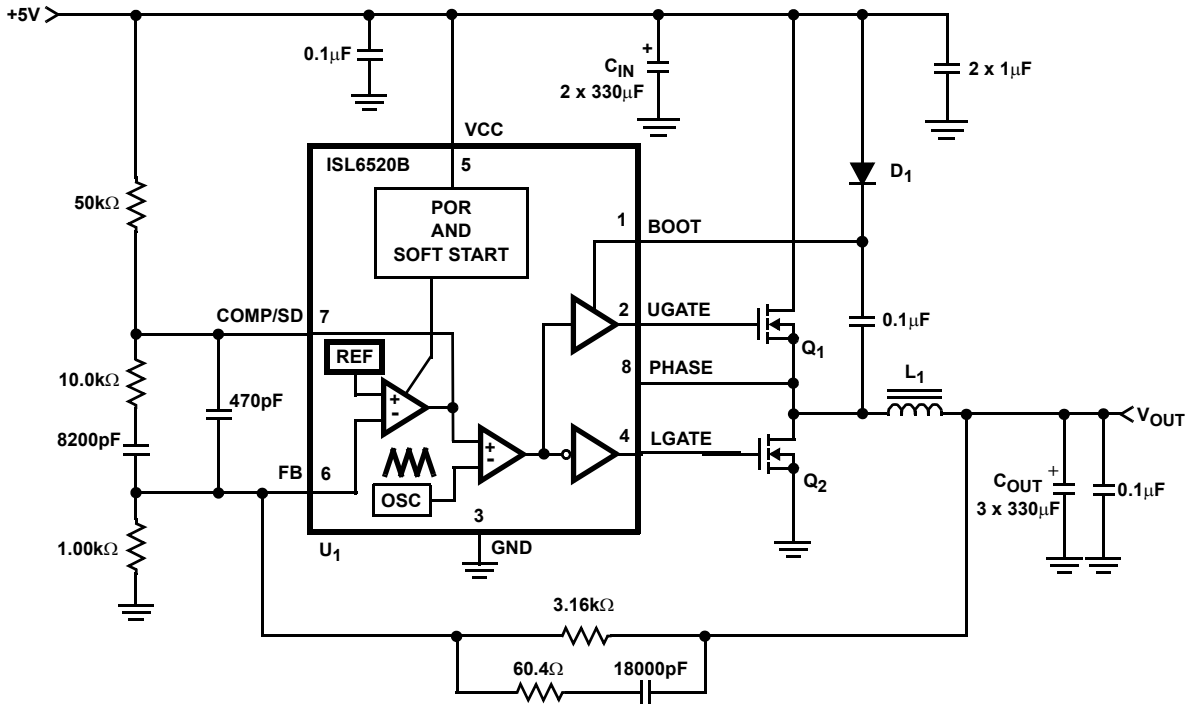 +5V
0.1μF
+
C_IN
2 x 330μF
2 x 1μF
VCC
ISL6520B
5
D1
50kΩ
POR
AND
SOFT START
1
BOOT
COMP/SD
7
2
UGATE
0.1μF
Q1
REF
8
PHASE
10.0kΩ
470pF
+
-
L1
8200pF
+
-
4
LGATE
VOUT
FB
6
OSC
Q2
+
COUT
3 x 330μF
0.1μF
1.00kΩ
3
U1
GND
3.16kΩ
60.4Ω
18000pF